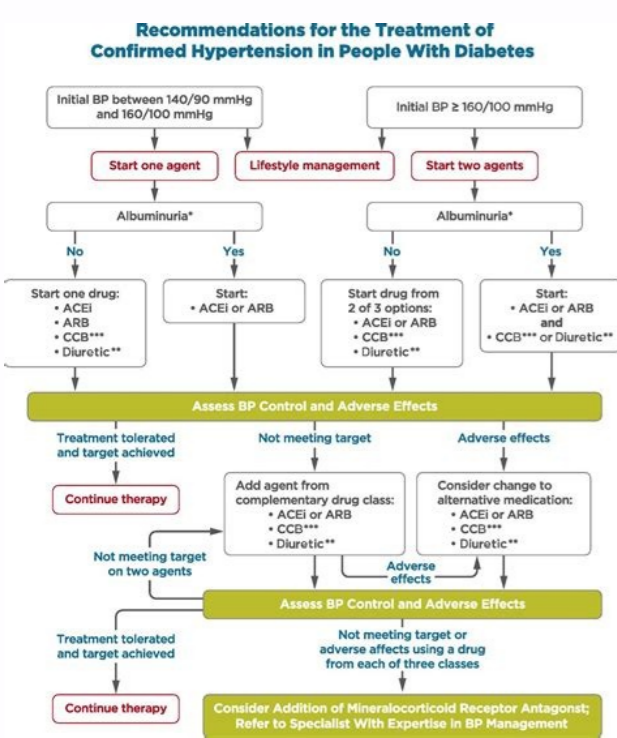 Recommendations for the Treatment of
Confirmed Hypertension in People With Diabetes
Initial BP between 140/90 mmHg
and 160/100 mmHg
Initial BP ≥ 160/100 mmHg
Start one agent
Lifestyle management
Start two agents
Albuminuria*
Albuminuria*
No
Yes
No
Yes
Start one drug:
• ACEi
• ARB
• CCB***
• Diuretic**
Start:
• ACEi or ARB
Start drug from
2 of 3 options:
• ACEi or ARB
• CCB***
• Diuretic**
Start:
• ACEi or ARB
and
• CCB*** or Diuretic**
Assess BP Control and Adverse Effects
Treatment tolerated
and target achieved
Not meeting target
Adverse effects
Continue therapy
Add agent from
complementary drug class:
• ACEi or ARB
• CCB***
• Diuretic**
Consider change to
alternative medication:
• ACEi or ARB
• CCB***
• Diuretic**
Not meeting target
on two agents
Adverse
effects
Assess BP Control and Adverse Effects
Treatment tolerated
and target achieved
Not meeting target or
adverse affects using a drug
from each of three classes
Continue therapy
Consider Addition of Mineralocorticoid Receptor Antagonst;
Refer to Specialist With Expertise in BP Management